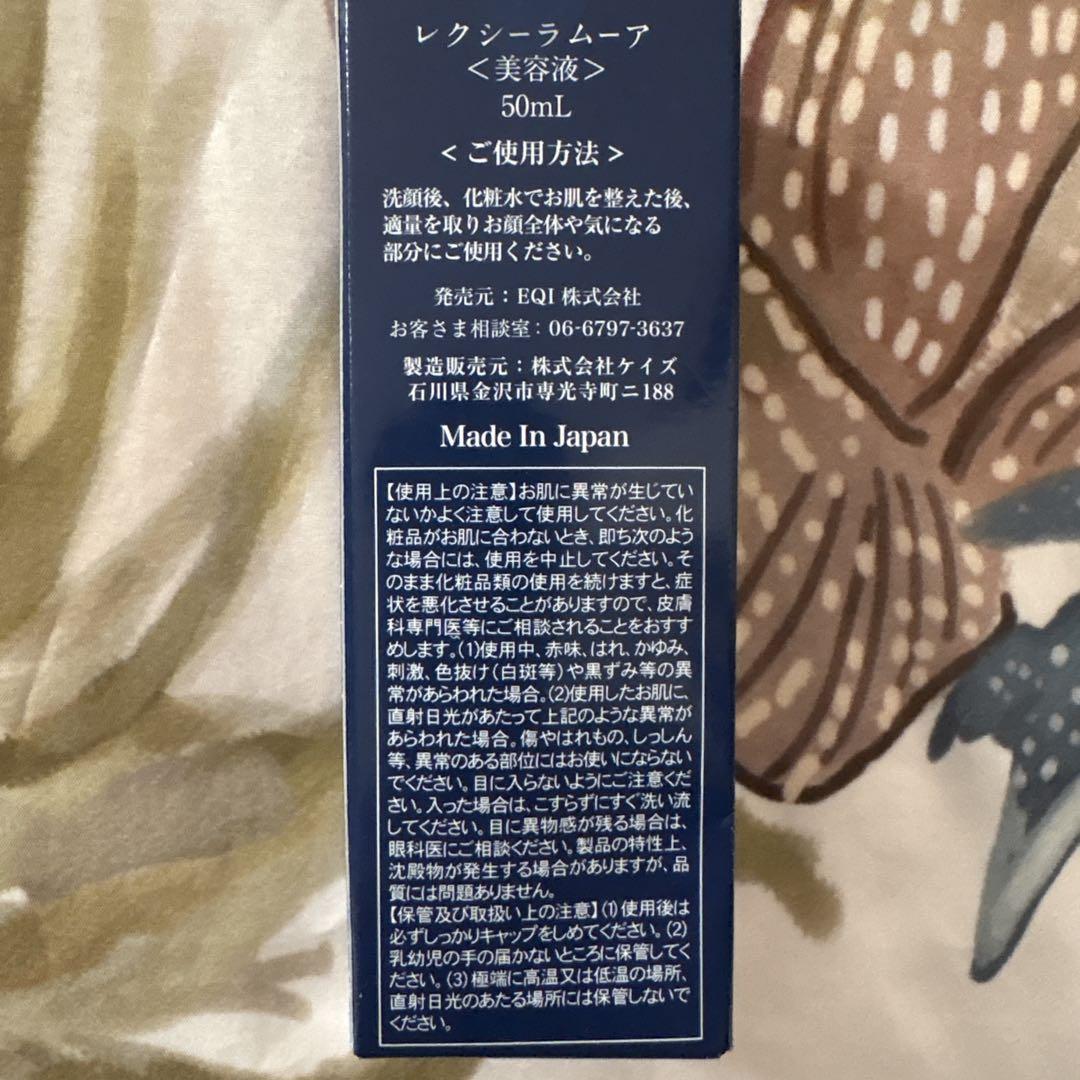 レクシーラムーア
<美容液>
50mL
<ご使用方法>
洗顔後、化粧水でお肌を整えた後、
適量を取りお顔全体や気になる
部分にご使用ください。
発売元：EQI 株式会社
お客さま相談室：06-6797-3637
製造販売元：株式会社ケイズ
石川県金沢市専光寺町ニ188
Made In Japan
【使用上の注意】お肌に異常が生じてい
ないかよく注意して使用してください。化
粧品がお肌に合わないとき、即ち次のよう
な場合には、使用を中止してください。そ
のまま化粧品類の使用を続けますと、症
状を悪化させることがありますので、皮膚
科専門医等にご相談されることをおすす
めします。(1)使用中、赤味、はれ、かゆみ、
刺激、色抜け(白斑等)や黒ずみ等の異
常があらわれた場合。(2)使用したお肌に、
直射日光があたって上記のような異常が
あらわれた場合。傷やはれもの、しっしん
等、異常のある部位にはお使いにならない
でください。目に入らないようにご注意くだ
さい。入った場合は、こすらずにすぐ洗い流
してください。目に異物感が残る場合は、
眼科医にご相談ください。製品の特性上、
沈殿物が発生する場合がありますが、品
質には問題ありません。
【保管及び取扱い上の注意】(1)使用後は
必ずしっかりキャップをしめてください。(2)
乳幼児の手の届かないところに保管してく
ださい。(3)極端に高温又は低温の場所、
直射日光のあたる場所には保管しないで
ください。